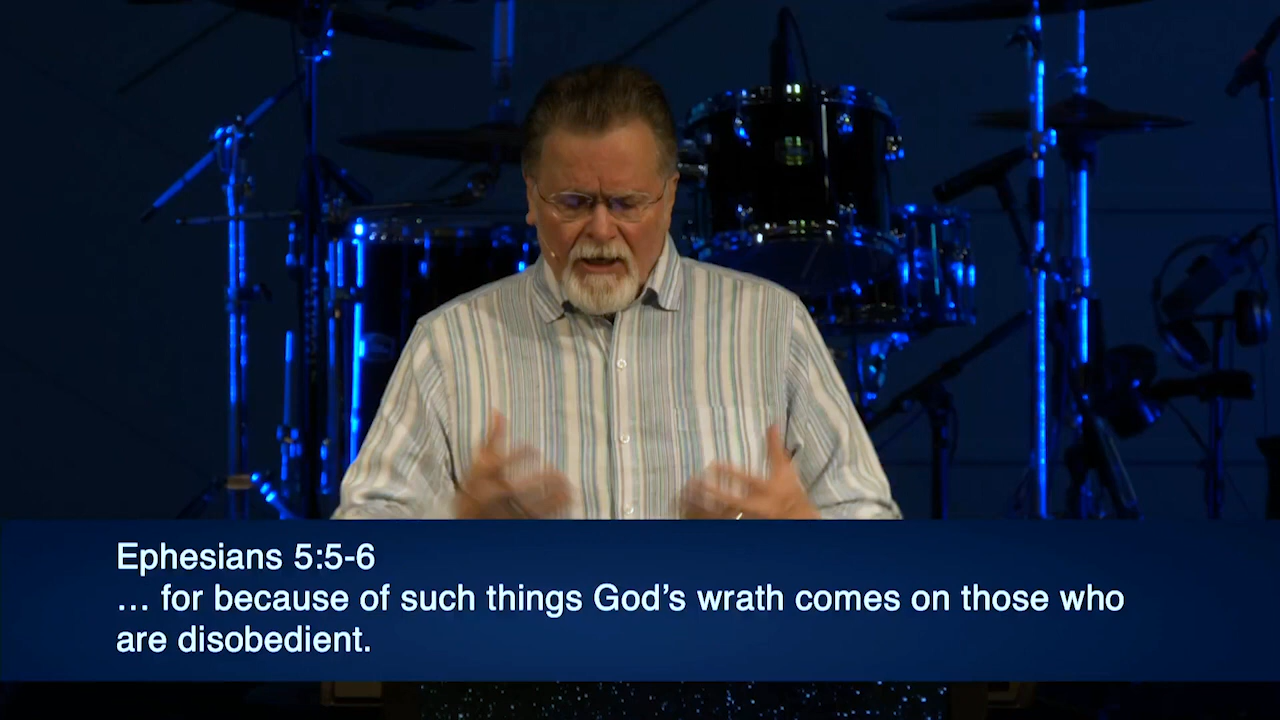 Ephesians 5:5-6
… for because of such things God’s wrath comes on those who
are disobedient.